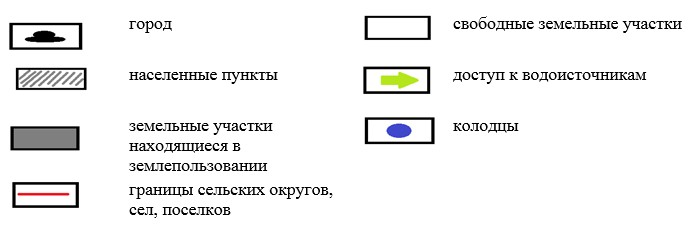 город
населенные пункты
земельные участки
находящиеся в
землепользовании
границы сельских округов,
сел, поселков
свободные земельные участки
доступ к водоисточникам
колодцы